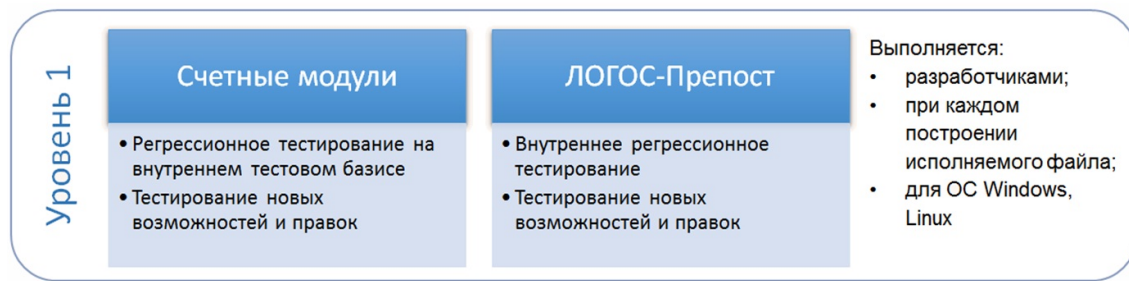 Уровень 1
Счетные модули
• Регрессионное тестирование на
внутреннем тестовом базисе
• Тестирование новых
возможностей и правок
ЛОГОС-Препост
• Внутреннее регрессионное
тестирование
• Тестирование новых
возможностей и правок
Выполняется:
• разработчиками;
• при каждом
построении
исполняемого файла;
• для ОС Windows,
Linux